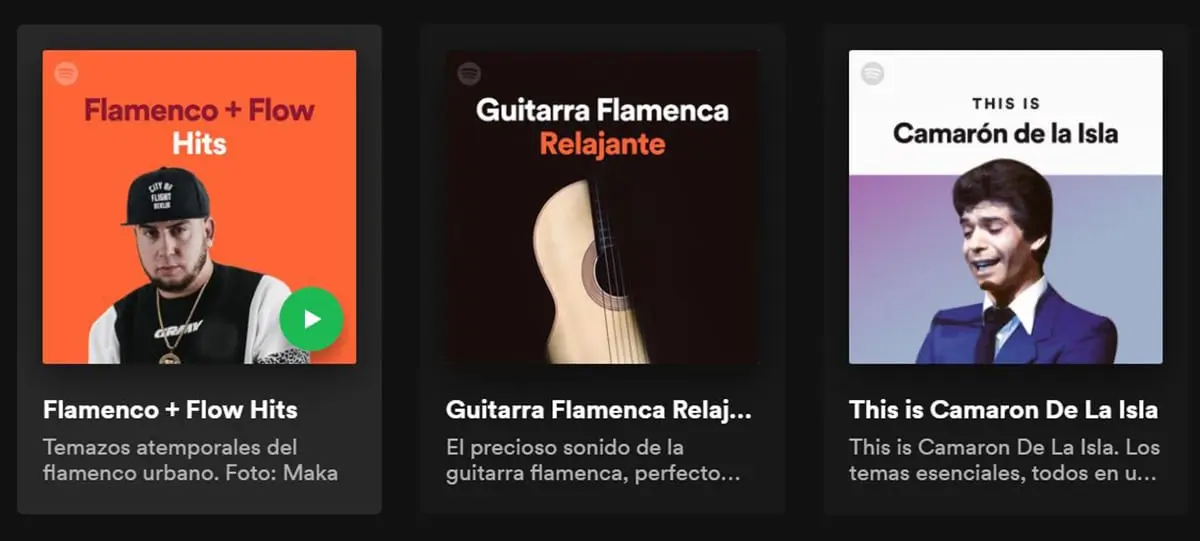 Flamenco + Flow
Hits
CITY OF
FLIGHT
BERLIN
Flamenco + Flow Hits
Temazos atemporales del
flamenco urbano. Foto: Maka
Guitarra Flamenca
Relajante
Guitarra Flamenca Relaj...
El precioso sonido de la
guitarra flamenca, perfecto...
THIS IS
Camarón de la Isla
This is Camaron De La Isla
This is Camaron De La Isla. Los
temas esenciales, todos en u...